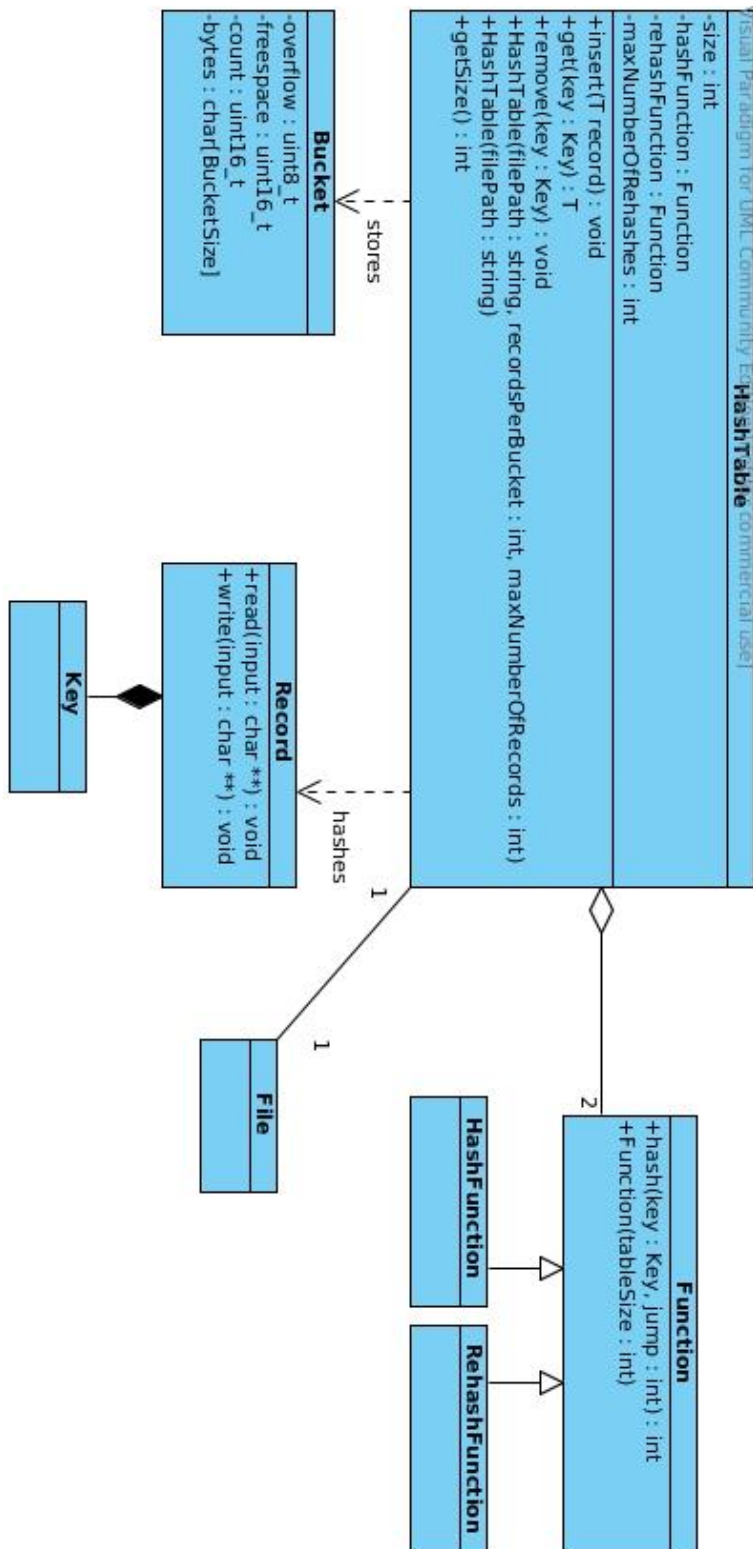 Visual Paradigm for UML Community Edition commercial use]
HashTable
-size : int
-hashFunction : Function
-rehashFunction : Function
-maxNumberOfRehashes : int
+insert(T record) : void
+get(key : Key) : T
+remove(key : Key) : void
+HashTable(filePath : string, recordsPerBucket : int, maxNumberOfRecords : int)
+HashTable(filePath : string)
+getSize() : int
2
Function
+hash(key : Key, jump : int) : int
+Function(tableSize : int)
HashFunction
RehashFunction
stores
hashes
1
1
Bucket
-overflow : uint8_t
-freespace : uint16_t
-count : uint16_t
-bytes : char[BucketSize]
Record
+read(input : char **) : void
+write(input : char **) : void
File
Key